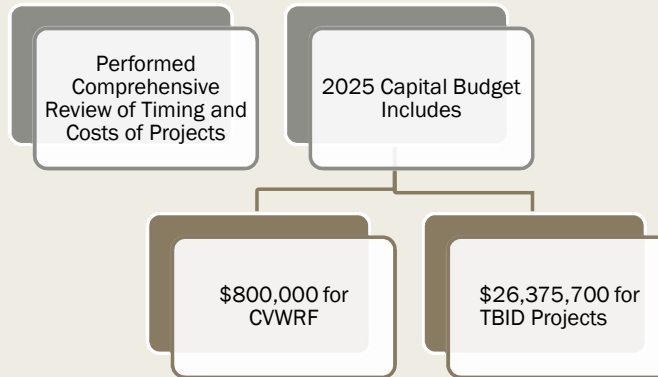 Performed
Comprehensive
Review of Timing and
Costs of Projects
2025 Capital Budget
Includes
$800,000 for
CVWRF
$26,375,700 for
TBID Projects